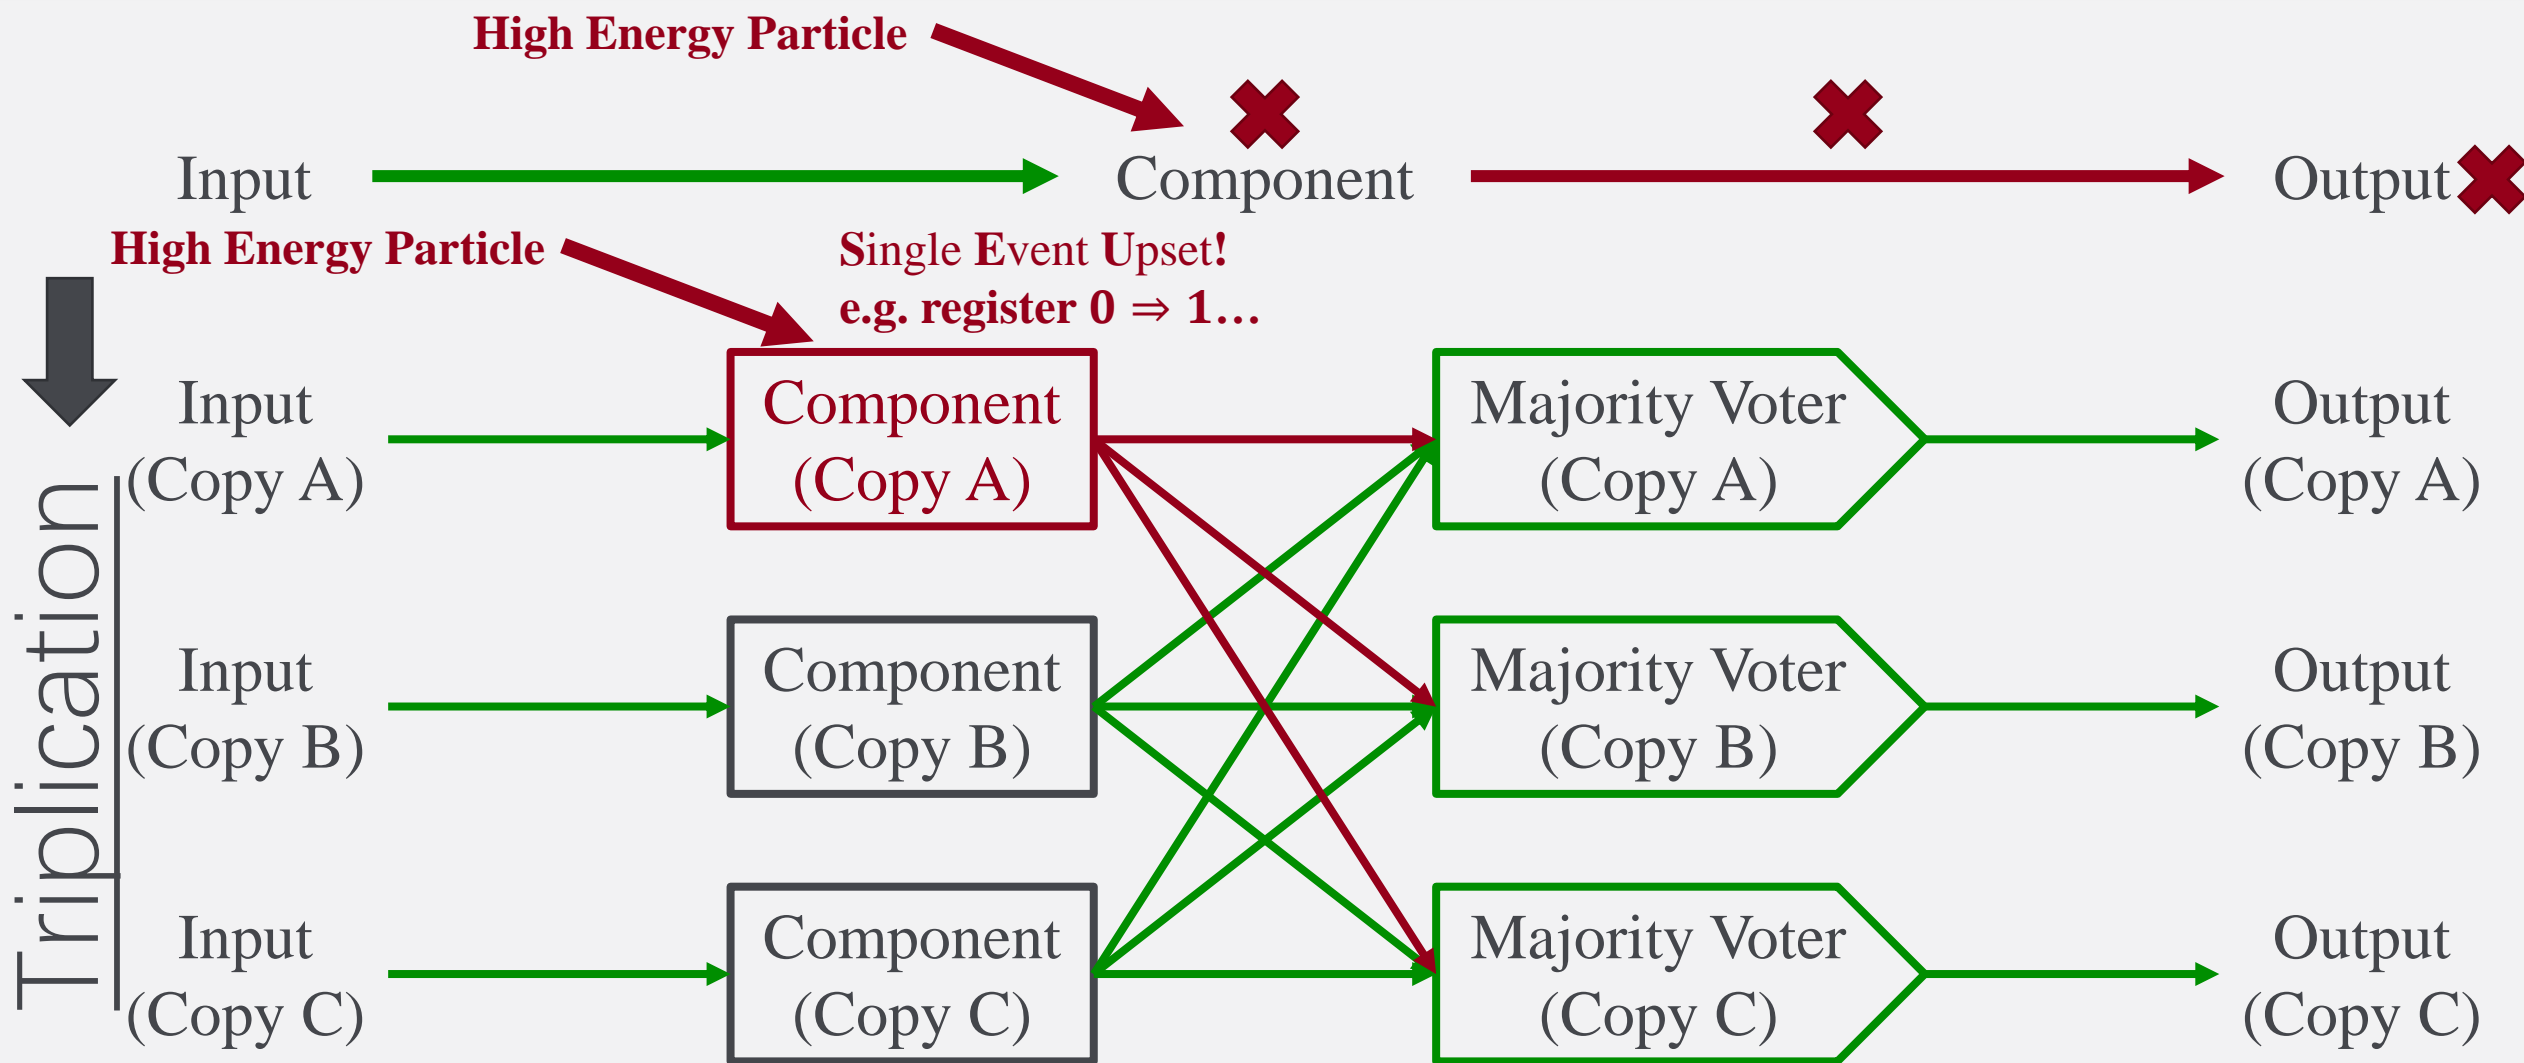 High Energy Particle
Input
Component
Output
High Energy Particle
Single Event Upset!
e.g. register 0 ⇒ 1…
Triplication
Input
(Copy A)
Component
(Copy A)
Majority Voter
(Copy A)
Output
(Copy A)
Input
(Copy B)
Component
(Copy B)
Majority Voter
(Copy B)
Output
(Copy B)
Input
(Copy C)
Component
(Copy C)
Majority Voter
(Copy C)
Output
(Copy C)